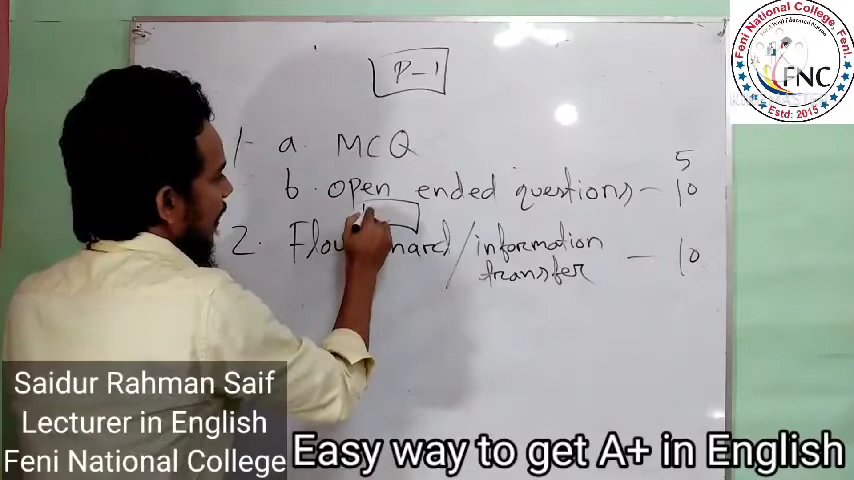 Feni National College, Feni.
FNC
Estd: 2015
P-1
1- a. MCQ
5
b. open ended questions - 10
2. Flow / information - 10
transfer
Saidur Rahman Saif
Lecturer in English
Feni National College
Easy way to get A+ in English